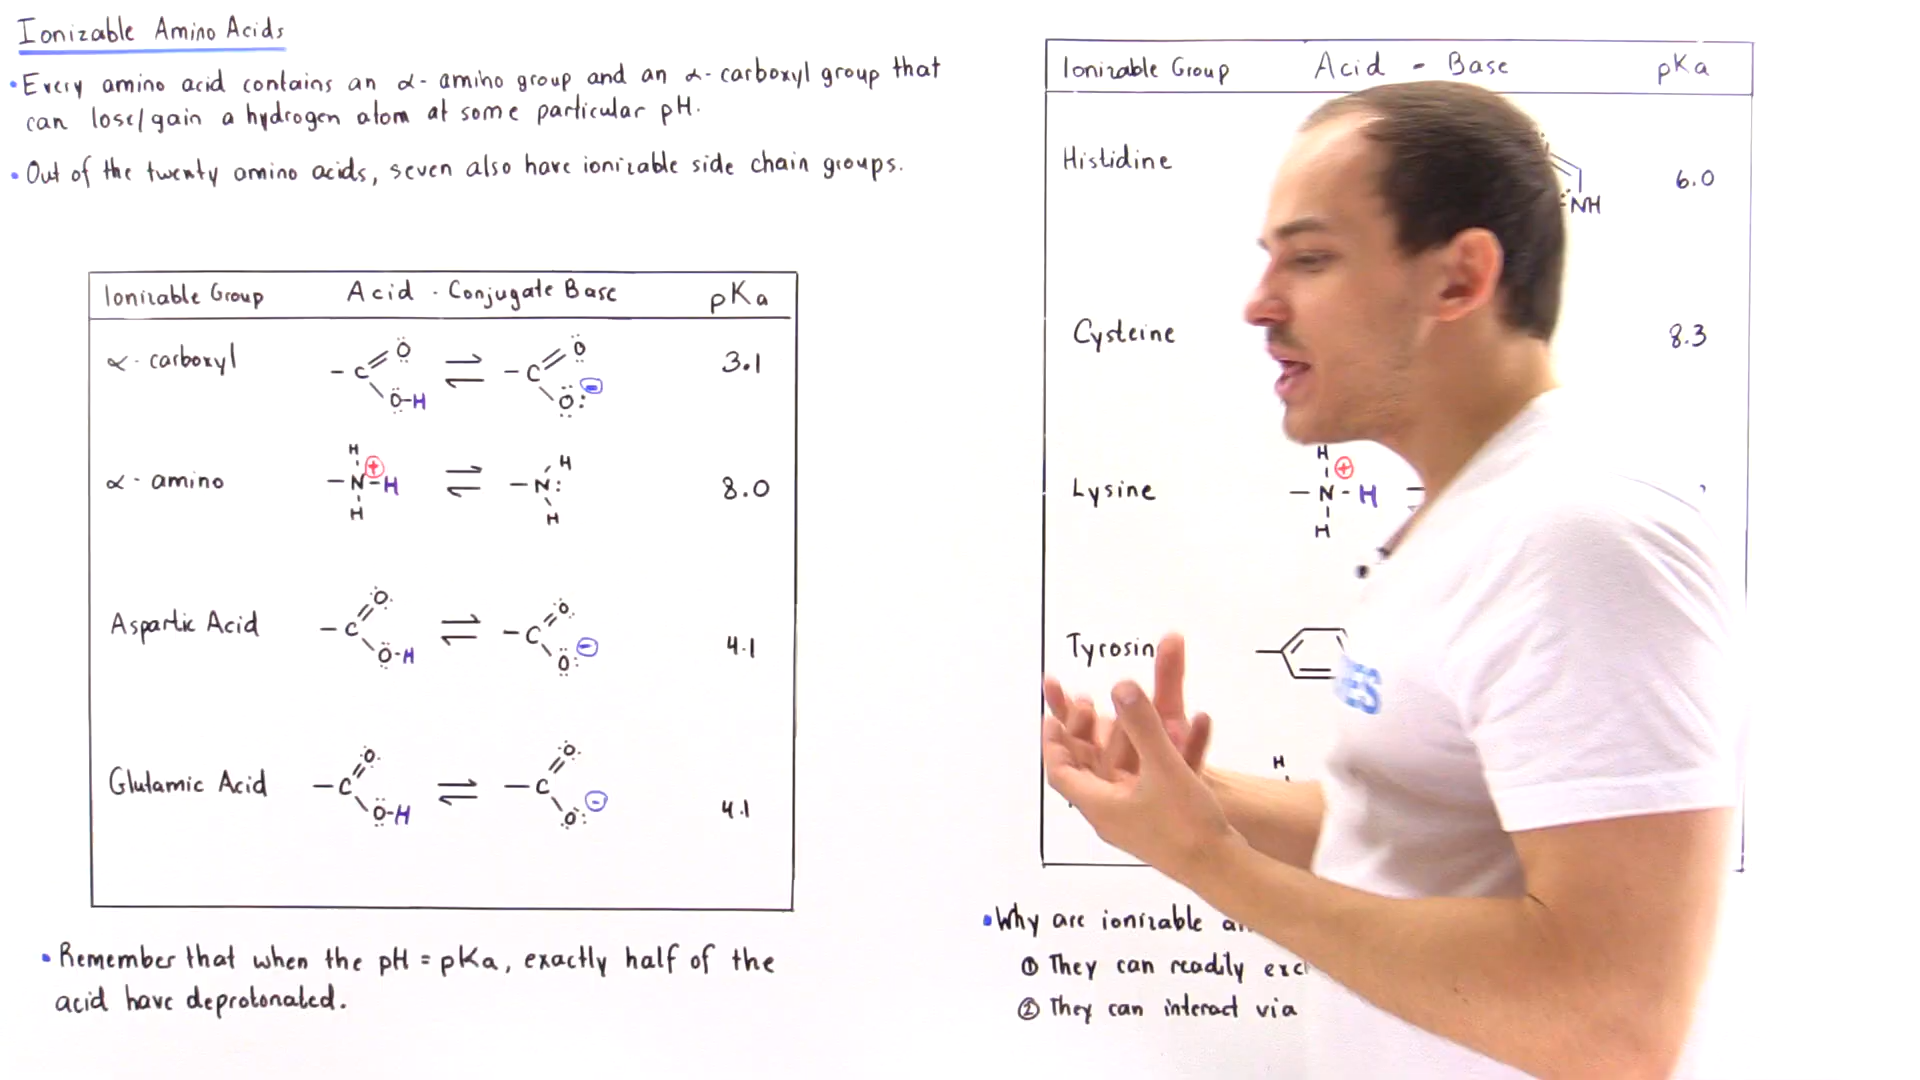 Ionizable Amino Acids
• Every amino acid contains an α-amino group and an α-carboxyl group that
can lose/gain a hydrogen atom at some particular pH.
• Out of the twenty amino acids, seven also have ionizable side chain groups.
Ionizable Group Acid - Conjugate Base pKa
α-carboxyl -C O O-H ⇌ -C O O: - 3.1
α-amino H -N-H + H ⇌ H -N: H 8.0
Aspartic Acid -C O O-H ⇌ -C O O: - 4.1
Glutamic Acid -C O O-H ⇌ -C O O: - 4.1
• Remember that when the pH = pKa, exactly half of the
acid have deprotonated.
Ionizable Group Acid - Base pKa
Histidine NH 6.0
Cysteine 8.3
Lysine H + -N-H H
Tyrosin
ES
H
• Why are ionizable
① They can readily
② They can interact via